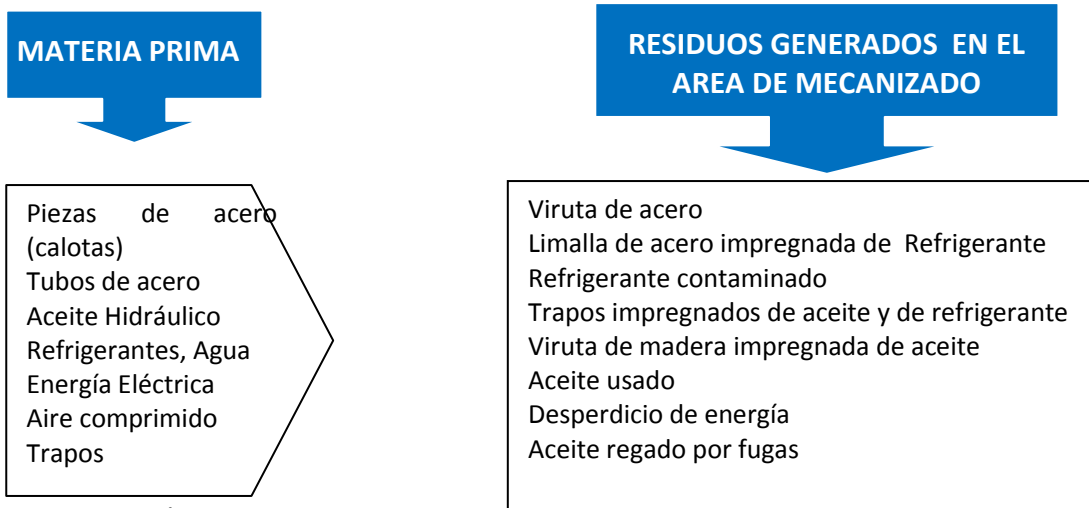 MATERIA PRIMA
RESIDUOS GENERADOS EN EL
AREA DE MECANIZADO
Piezas de acero
(calotas)
Tubos de acero
Aceite Hidráulico
Refrigerantes, Agua
Energía Eléctrica
Aire comprimido
Trapos
Viruta de acero
Limalla de acero impregnada de Refrigerante
Refrigerante contaminado
Trapos impregnados de aceite y de refrigerante
Viruta de madera impregnada de aceite
Aceite usado
Desperdicio de energía
Aceite regado por fugas